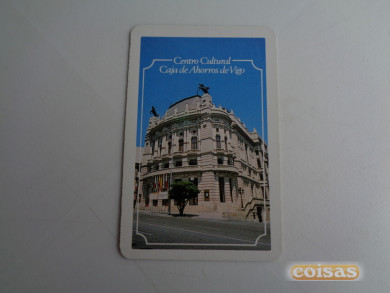 Centro Cultural
Caja de Ahorros de Vigo
coisas